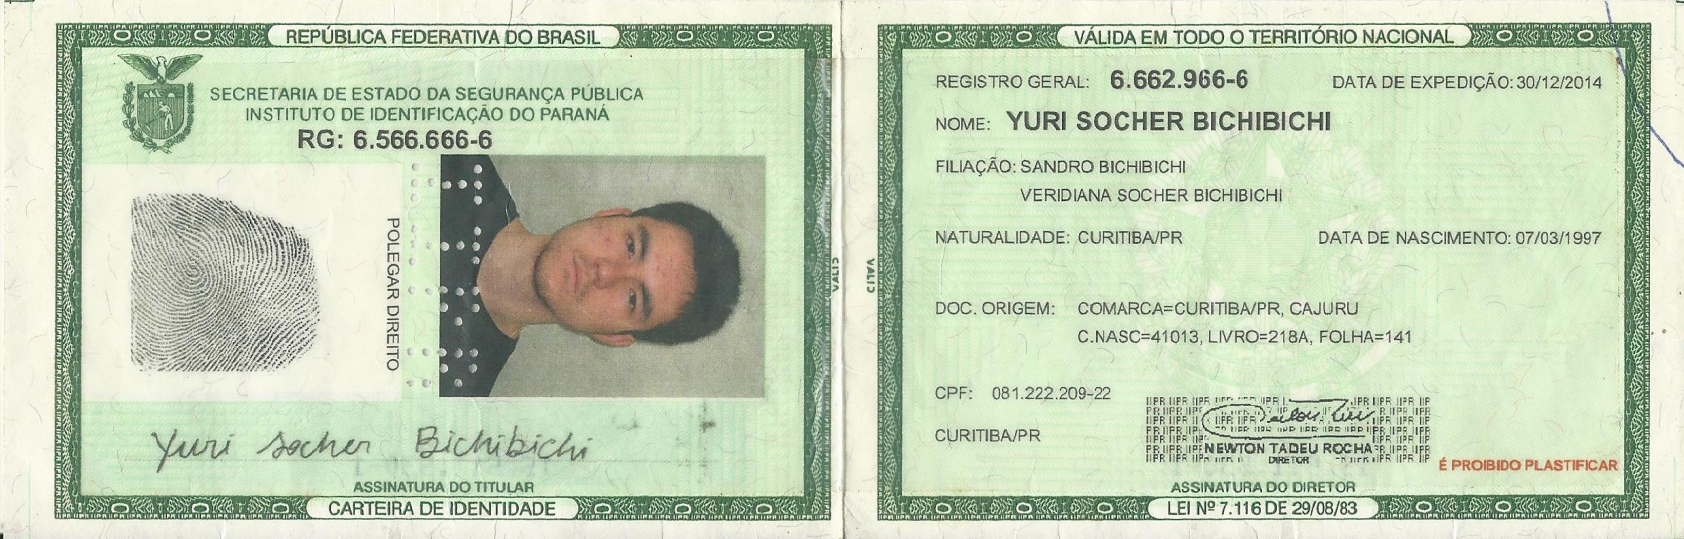 REPÚBLICA FEDERATIVA DO BRASIL
SECRETARIA DE ESTADO DA SEGURANÇA PÚBLICA
INSTITUTO DE IDENTIFICAÇÃO DO PARANÁ
RG: 6.566.666-6
POLEGAR DIREITO
Yuri Socher Bichibichi
ASSINATURA DO TITULAR
CARTEIRA DE IDENTIDADE
VÁLIDA EM TODO O TERRITÓRIO NACIONAL
REGISTRO GERAL: 6.662.966-6 DATA DE EXPEDIÇÃO: 30/12/2014
NOME: YURI SOCHER BICHIBICHI
FILIAÇÃO: SANDRO BICHIBICHI
VERIDIANA SOCHER BICHIBICHI
NATURALIDADE: CURITIBA/PR DATA DE NASCIMENTO: 07/03/1997
DOC. ORIGEM: COMARCA=CURITIBA/PR, CAJURU
C.NASC=41013, LIVRO=218A, FOLHA=141
CPF: 081.222.209-22
CURITIBA/PR
NEWTON TADEU ROCHA
DIRETOR
É PROIBIDO PLASTIFICAR
ASSINATURA DO DIRETOR
LEI Nº 7.116 DE 29/08/83